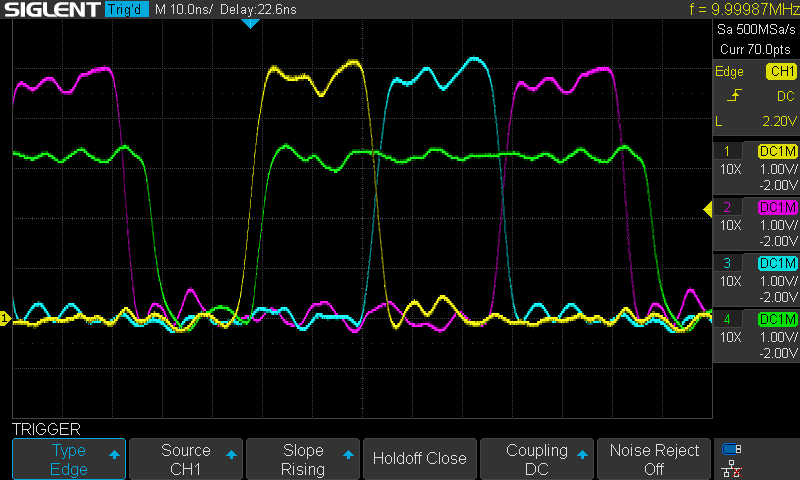 SIGLENT Trig'd M 10.0ns/ Delay:22.6ns f = 9.99987MHz
Sa 500MSa/s
Curr 70.0pts
Edge CH1
DC
L 2.20V
1 DC1M
10X 1.00V/
-2.00V
2 DC1M
10X 1.00V/
-2.00V
3 DC1M
10X 1.00V/
-2.00V
4 DC1M
10X 1.00V/
-2.00V
1
TRIGGER
Type
Edge
Source
CH1
Slope
Rising
Holdoff Close
Coupling
DC
Noise Reject
Off